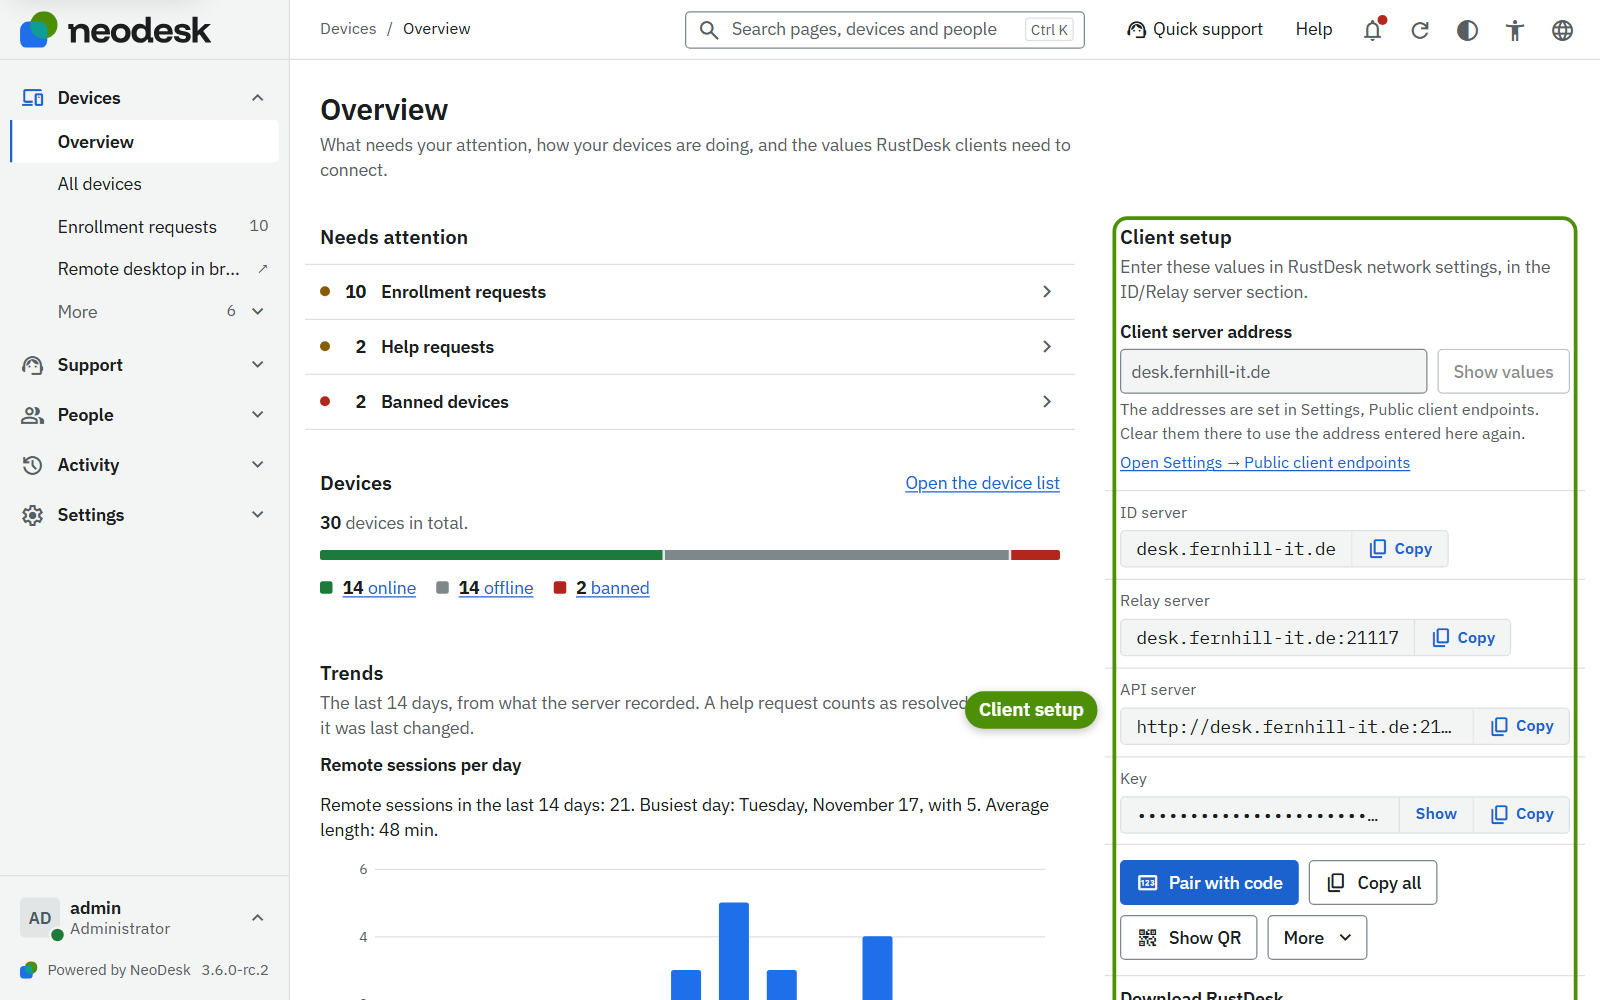 neodesk
Devices / Overview
Search pages, devices and people
Ctrl K
Quick support
Help
Devices
Overview
All devices
Enrollment requests 10
Remote desktop in br... ↗
More 6
Support
People
Activity
Settings
AD
admin
Administrator
Powered by NeoDesk 3.6.0-rc.2
Overview
What needs your attention, how your devices are doing, and the values RustDesk clients need to
connect.
Needs attention
10 Enrollment requests
2 Help requests
2 Banned devices
Devices
Open the device list
30 devices in total.
14 online
14 offline
2 banned
Trends
The last 14 days, from what the server recorded. A help request counts as resolved
it was last changed.
Remote sessions per day
Remote sessions in the last 14 days: 21. Busiest day: Tuesday, November 17, with 5. Average
length: 48 min.
6
4
Client setup
Client setup
Enter these values in RustDesk network settings, in the
ID/Relay server section.
Client server address
desk.fernhill-it.de
Show values
The addresses are set in Settings, Public client endpoints.
Clear them there to use the address entered here again.
Open Settings → Public client endpoints
ID server
desk.fernhill-it.de
Copy
Relay server
desk.fernhill-it.de:21117
Copy
API server
http://desk.fernhill-it.de:21...
Copy
Key
••••••••••••••••••••••...
Show
Copy
Pair with code
Copy all
Show QR
More
Download RustDesk